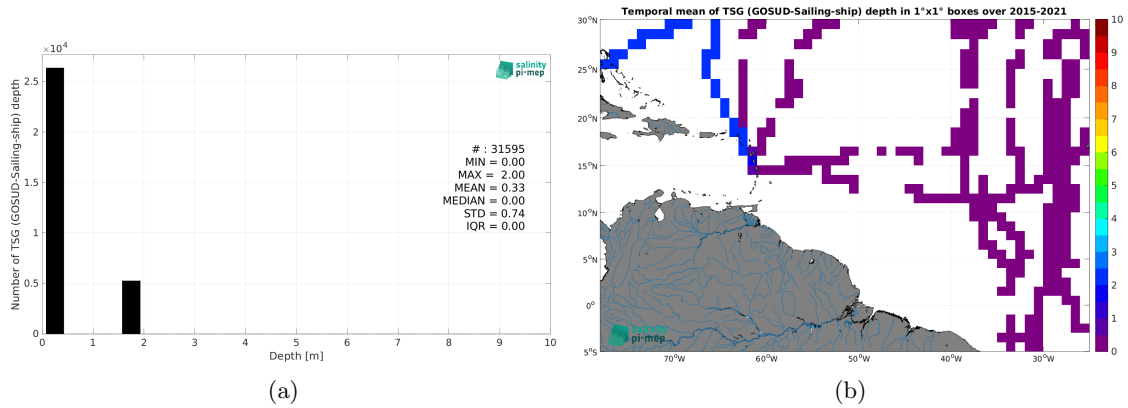 ×10⁴
2.5
2
1.5
1
0.5
0
Number of TSG (GOSUD-Sailing-ship) depth
salinity
pi-mep
# : 31595
MIN = 0.00
MAX = 2.00
MEAN = 0.33
MEDIAN = 0.00
STD = 0.74
IQR = 0.00
0 1 2 3 4 5 6 7 8 9 10
Depth [m]
(a)
Temporal mean of TSG (GOSUD-Sailing-ship) depth in 1°x1° boxes over 2015-2021
30°N
25°N
20°N
15°N
10°N
5°N
0°
5°S
70°W 60°W 50°W 40°W 30°W
salinity
pi-mep
10
9
8
7
6
5
4
3
2
1
0
(b)